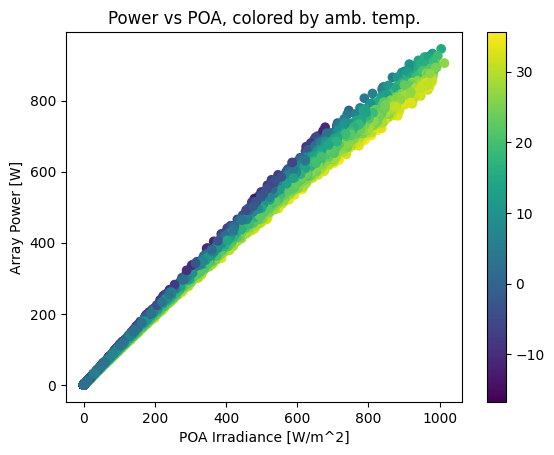 Power vs POA, colored by amb. temp.
Array Power [W]
800
600
400
200
0
0 200 400 600 800 1000
POA Irradiance [W/m^2]
30
20
10
0
−10